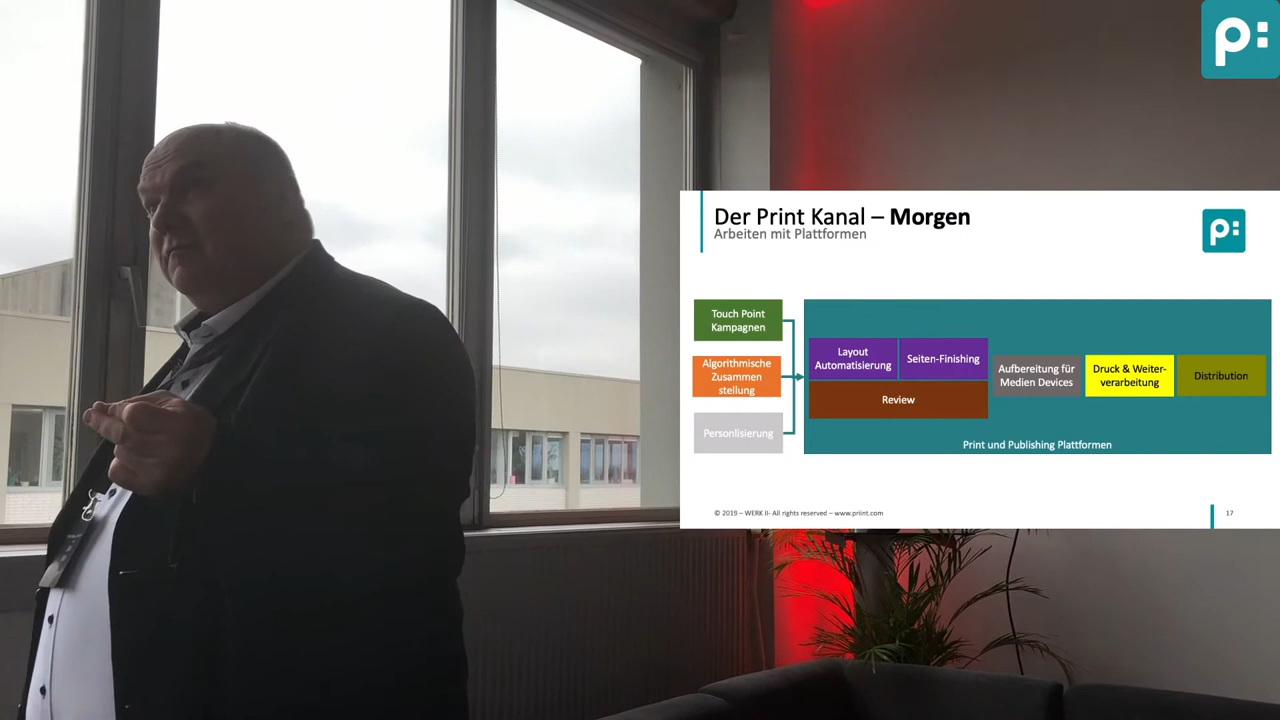 p:
Der Print Kanal – Morgen
Arbeiten mit Plattformen
p:
Touch Point
Kampagnen
Algorithmische
Zusammen
stellung
Personlisierung
Layout
Automatisierung
Seiten-Finishing
Review
Aufbereitung für
Medien Devices
Druck & Weiter-
verarbeitung
Distribution
Print und Publishing Plattformen
© 2019 – WERK II- All rights reserved – www.priint.com
17